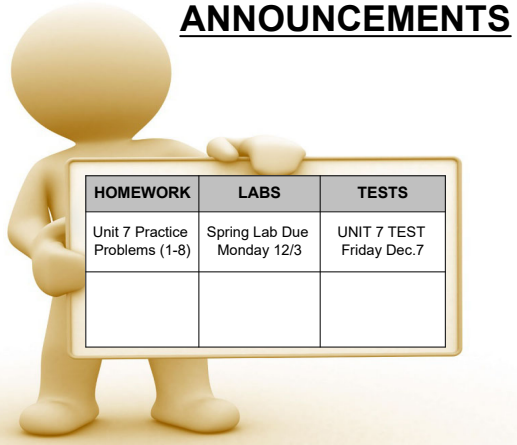 ANNOUNCEMENTS
HOMEWORK LABS TESTS
Unit 7 Practice Spring Lab Due UNIT 7 TEST
Problems (1-8) Monday 12/3 Friday Dec.7